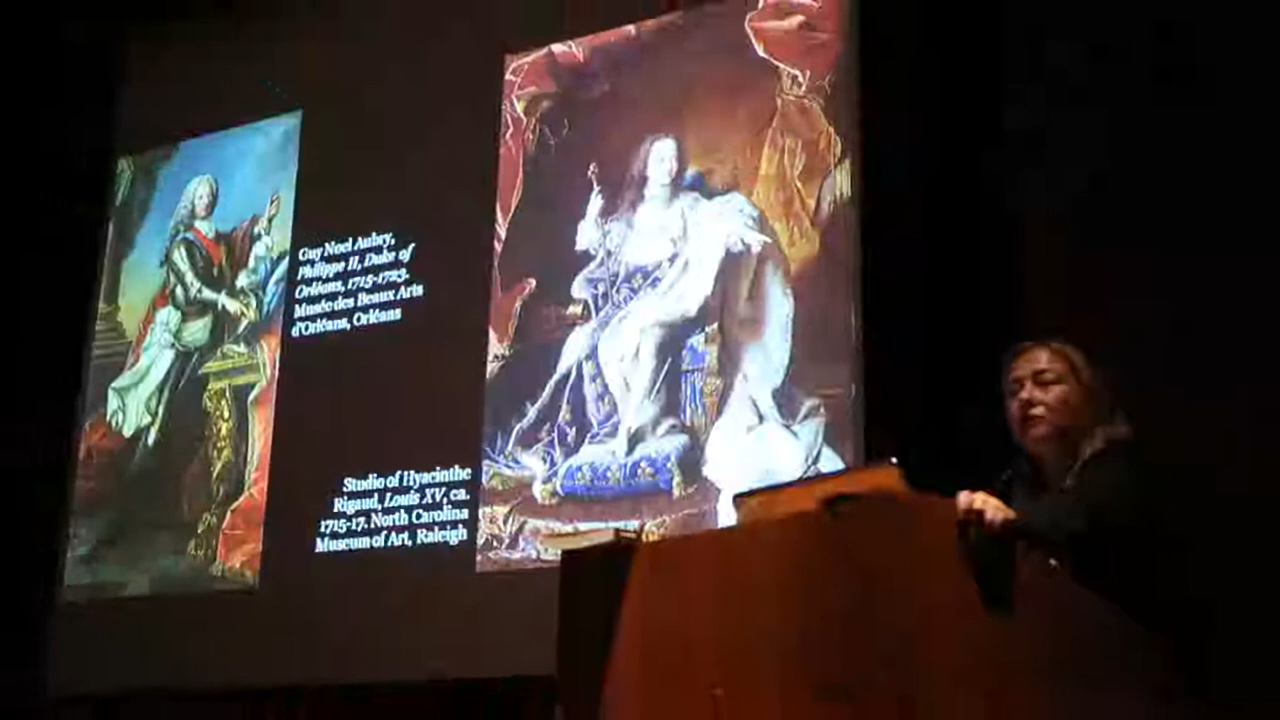 Guy Noel Aubry,
Philippe II, Duke of
Orléans, 1715-1723.
Musée des Beaux Arts
d'Orléans, Orléans
Studio of Hyacinthe
Rigaud, Louis XV, ca.
1715-17. North Carolina
Museum of Art, Raleigh